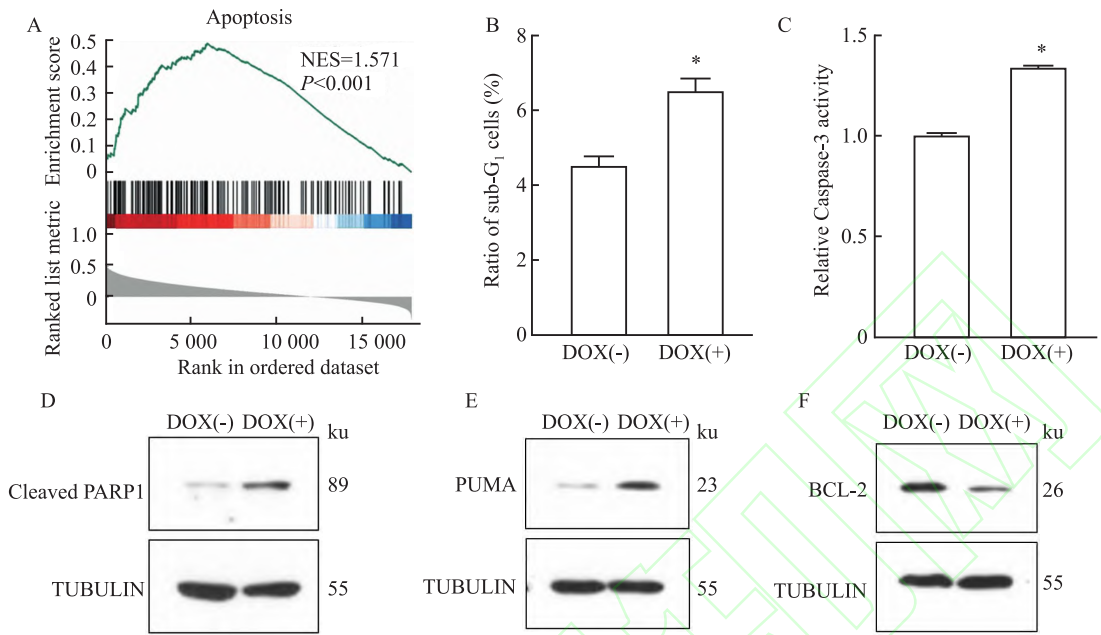 A
Apoptosis
NES=1.571
P<0.001
Enrichment score
0.5
0.4
0.3
0.2
0.1
0
Ranked list metric
1.0
0.5
0
0
5 000
10 000
15 000
Rank in ordered dataset
B
Ratio of sub-G₁ cells (%)
8
6
4
2
0
*
DOX(-)
DOX(+)
C
Relative Caspase-3 activity
1.5
1.0
0.5
0
*
DOX(-)
DOX(+)
D
DOX(-) DOX(+)
ku
Cleaved PARP1
89
TUBULIN
55
E
DOX(-) DOX(+)
ku
PUMA
23
TUBULIN
55
F
DOX(-) DOX(+)
ku
BCL-2
26
TUBULIN
55